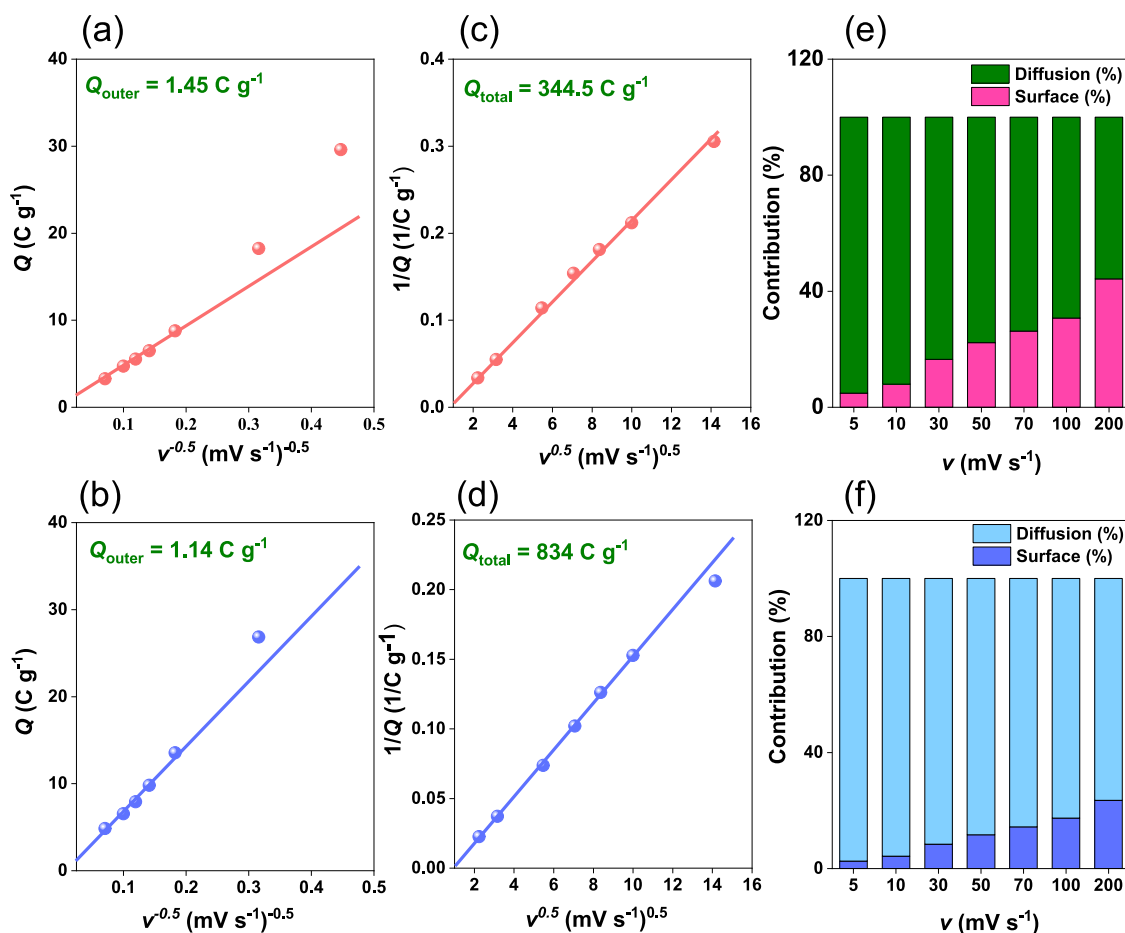 (a)
Q_outer = 1.45 C g⁻¹
40
30
20
10
0
Q (C g⁻¹)
0.1 0.2 0.3 0.4 0.5
v⁻⁰·⁵ (mV s⁻¹)⁻⁰·⁵
(c)
Q_total = 344.5 C g⁻¹
0.4
0.3
0.2
0.1
0.0
1/Q (1/C g⁻¹)
2 4 6 8 10 12 14 16
v⁰·⁵ (mV s⁻¹)⁰·⁵
(e)
Diffusion (%)
Surface (%)
120
80
40
0
Contribution (%)
5 10 30 50 70 100 200
v (mV s⁻¹)
(b)
Q_outer = 1.14 C g⁻¹
40
30
20
10
0
Q (C g⁻¹)
0.1 0.2 0.3 0.4 0.5
v⁻⁰·⁵ (mV s⁻¹)⁻⁰·⁵
(d)
Q_total = 834 C g⁻¹
0.25
0.20
0.15
0.10
0.05
0.00
1/Q (1/C g⁻¹)
2 4 6 8 10 12 14 16
v⁰·⁵ (mV s⁻¹)⁰·⁵
(f)
Diffusion (%)
Surface (%)
120
80
40
0
Contribution (%)
5 10 30 50 70 100 200
v (mV s⁻¹)